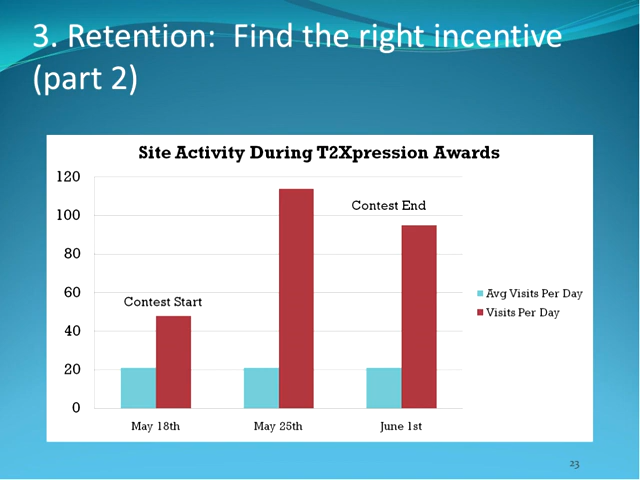 3. Retention:  Find the right incentive
(part 2)
Site Activity During T2Xpression Awards
120
100
80
60
40
20
0
Contest Start
Contest End
May 18th
May 25th
June 1st
Avg Visits Per Day
Visits Per Day
23